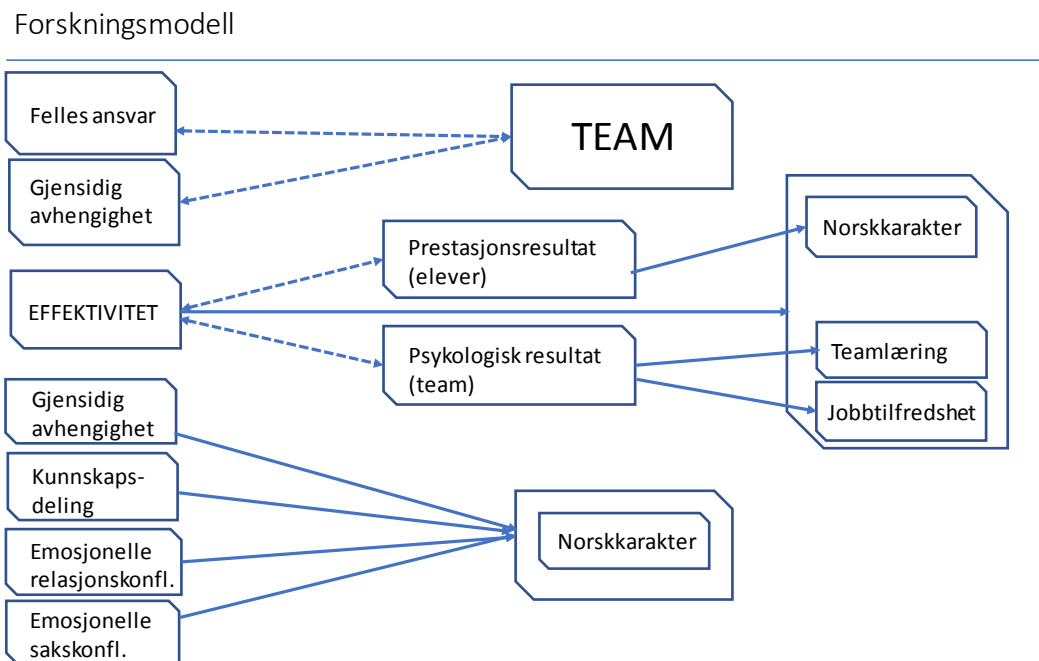 Forskningsmodell
Felles ansvar
TEAM
Gjensidig
avhengighet
Norskkarakter
Prestasjonsresultat
(elever)
EFFEKTIVITET
Psykologisk resultat
(team)
Teamlæring
Jobbtilfredshet
Gjensidig
avhengighet
Kunnskaps-
deling
Norskkarakter
Emosjonelle
relasjonskonfl.
Emosjonelle
sakskonfl.